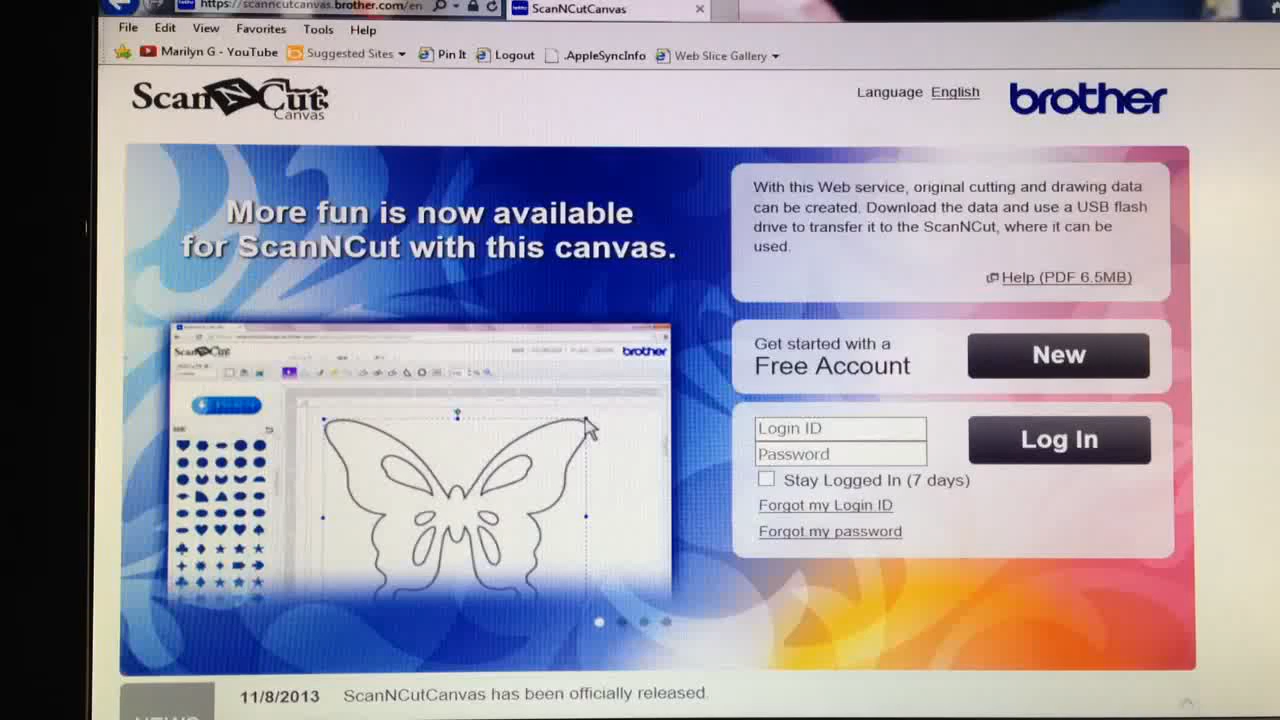 https://scanncutcanvas.brother.com/en
ScanNCutCanvas
File Edit View Favorites Tools Help
Marilyn G - YouTube Suggested Sites Pin It Logout .AppleSyncInfo Web Slice Gallery
ScanNCut
Canvas
Language English
brother
More fun is now available
for ScanNCut with this canvas.
With this Web service, original cutting and drawing data
can be created. Download the data and use a USB flash
drive to transfer it to the ScanNCut, where it can be
used.
Help (PDF 6.5MB)
Get started with a
Free Account
New
Login ID
Password
Log In
Stay Logged In (7 days)
Forgot my Login ID
Forgot my password
ScanNCut
brother
11/8/2013 ScanNCutCanvas has been officially released.
NEWS